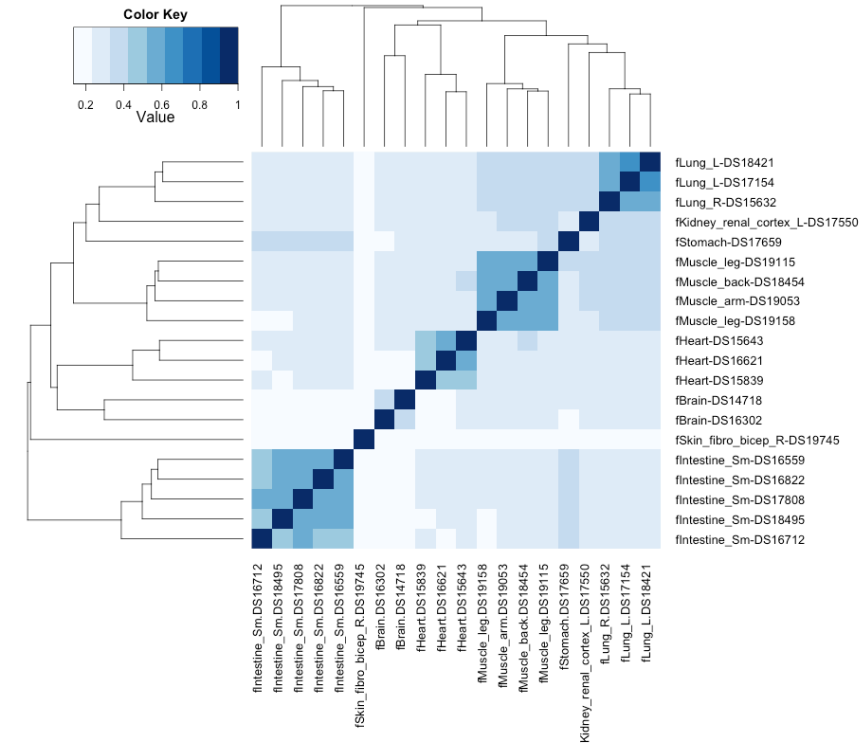 Color Key
0.2 0.4 0.6 0.8 1
Value
fLung_L-DS18421
fLung_L-DS17154
fLung_R-DS15632
fKidney_renal_cortex_L-DS17550
fStomach-DS17659
fMuscle_leg-DS19115
fMuscle_back-DS18454
fMuscle_arm-DS19053
fMuscle_leg-DS19158
fHeart-DS15643
fHeart-DS16621
fHeart-DS15839
fBrain-DS14718
fBrain-DS16302
fSkin_fibro_bicep_R-DS19745
fIntestine_Sm-DS16559
fIntestine_Sm-DS16822
fIntestine_Sm-DS17808
fIntestine_Sm-DS18495
fIntestine_Sm-DS16712
fIntestine_Sm.DS16712
fIntestine_Sm.DS18495
fIntestine_Sm.DS17808
fIntestine_Sm.DS16822
fIntestine_Sm.DS16559
fSkin_fibro_bicep_R.DS19745
fBrain.DS16302
fBrain.DS14718
fHeart.DS15839
fHeart.DS16621
fHeart.DS15643
fMuscle_leg.DS19158
fMuscle_arm.DS19053
fMuscle_back.DS18454
fMuscle_leg.DS19115
fStomach.DS17659
Kidney_renal_cortex_L.DS17550
fLung_R.DS15632
fLung_L.DS17154
fLung_L.DS18421